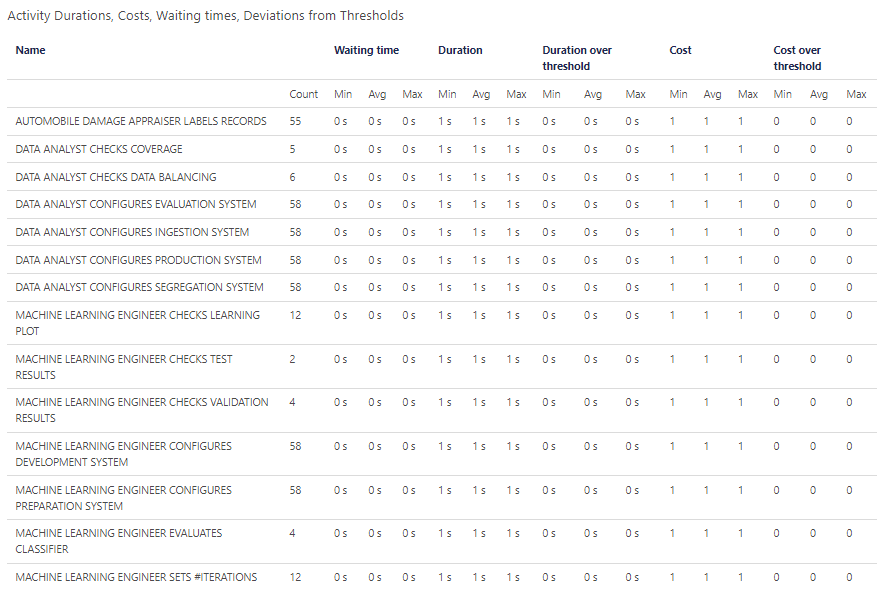 Activity Durations, Costs, Waiting times, Deviations from Thresholds
Name Waiting time Duration Duration over threshold Cost Cost over threshold
Count Min Avg Max Min Avg Max Min Avg Max Min Avg Max Min Avg Max
AUTOMOBILE DAMAGE APPRAISER LABELS RECORDS 55 0 s 0 s 0 s 1 s 1 s 1 s 0 s 0 s 0 s 1 1 1 0 0 0
DATA ANALYST CHECKS COVERAGE 5 0 s 0 s 0 s 1 s 1 s 1 s 0 s 0 s 0 s 1 1 1 0 0 0
DATA ANALYST CHECKS DATA BALANCING 6 0 s 0 s 0 s 1 s 1 s 1 s 0 s 0 s 0 s 1 1 1 0 0 0
DATA ANALYST CONFIGURES EVALUATION SYSTEM 58 0 s 0 s 0 s 1 s 1 s 1 s 0 s 0 s 0 s 1 1 1 0 0 0
DATA ANALYST CONFIGURES INGESTION SYSTEM 58 0 s 0 s 0 s 1 s 1 s 1 s 0 s 0 s 0 s 1 1 1 0 0 0
DATA ANALYST CONFIGURES PRODUCTION SYSTEM 58 0 s 0 s 0 s 1 s 1 s 1 s 0 s 0 s 0 s 1 1 1 0 0 0
DATA ANALYST CONFIGURES SEGREGATION SYSTEM 58 0 s 0 s 0 s 1 s 1 s 1 s 0 s 0 s 0 s 1 1 1 0 0 0
MACHINE LEARNING ENGINEER CHECKS LEARNING 12 0 s 0 s 0 s 1 s 1 s 1 s 0 s 0 s 0 s 1 1 1 0 0 0
PLOT
MACHINE LEARNING ENGINEER CHECKS TEST 2 0 s 0 s 0 s 1 s 1 s 1 s 0 s 0 s 0 s 1 1 1 0 0 0
RESULTS
MACHINE LEARNING ENGINEER CHECKS VALIDATION 4 0 s 0 s 0 s 1 s 1 s 1 s 0 s 0 s 0 s 1 1 1 0 0 0
RESULTS
MACHINE LEARNING ENGINEER CONFIGURES 58 0 s 0 s 0 s 1 s 1 s 1 s 0 s 0 s 0 s 1 1 1 0 0 0
DEVELOPMENT SYSTEM
MACHINE LEARNING ENGINEER CONFIGURES 58 0 s 0 s 0 s 1 s 1 s 1 s 0 s 0 s 0 s 1 1 1 0 0 0
PREPARATION SYSTEM
MACHINE LEARNING ENGINEER EVALUATES 4 0 s 0 s 0 s 1 s 1 s 1 s 0 s 0 s 0 s 1 1 1 0 0 0
CLASSIFIER
MACHINE LEARNING ENGINEER SETS #ITERATIONS 12 0 s 0 s 0 s 1 s 1 s 1 s 0 s 0 s 0 s 1 1 1 0 0 0